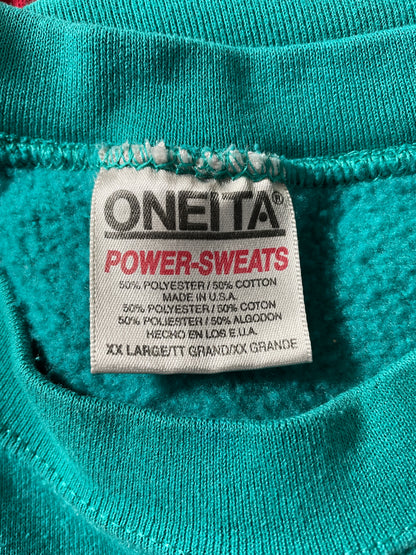 ONEITA®
POWER-SWEATS
50% POLYESTER / 50% COTTON
MADE IN U.S.A.
50% POLYESTER / 50% COTON
50% POLIESTER / 50% ALGODON
HECHO EN LOS E.U.A.
XX LARGE/TT GRAND/XX GRANDE